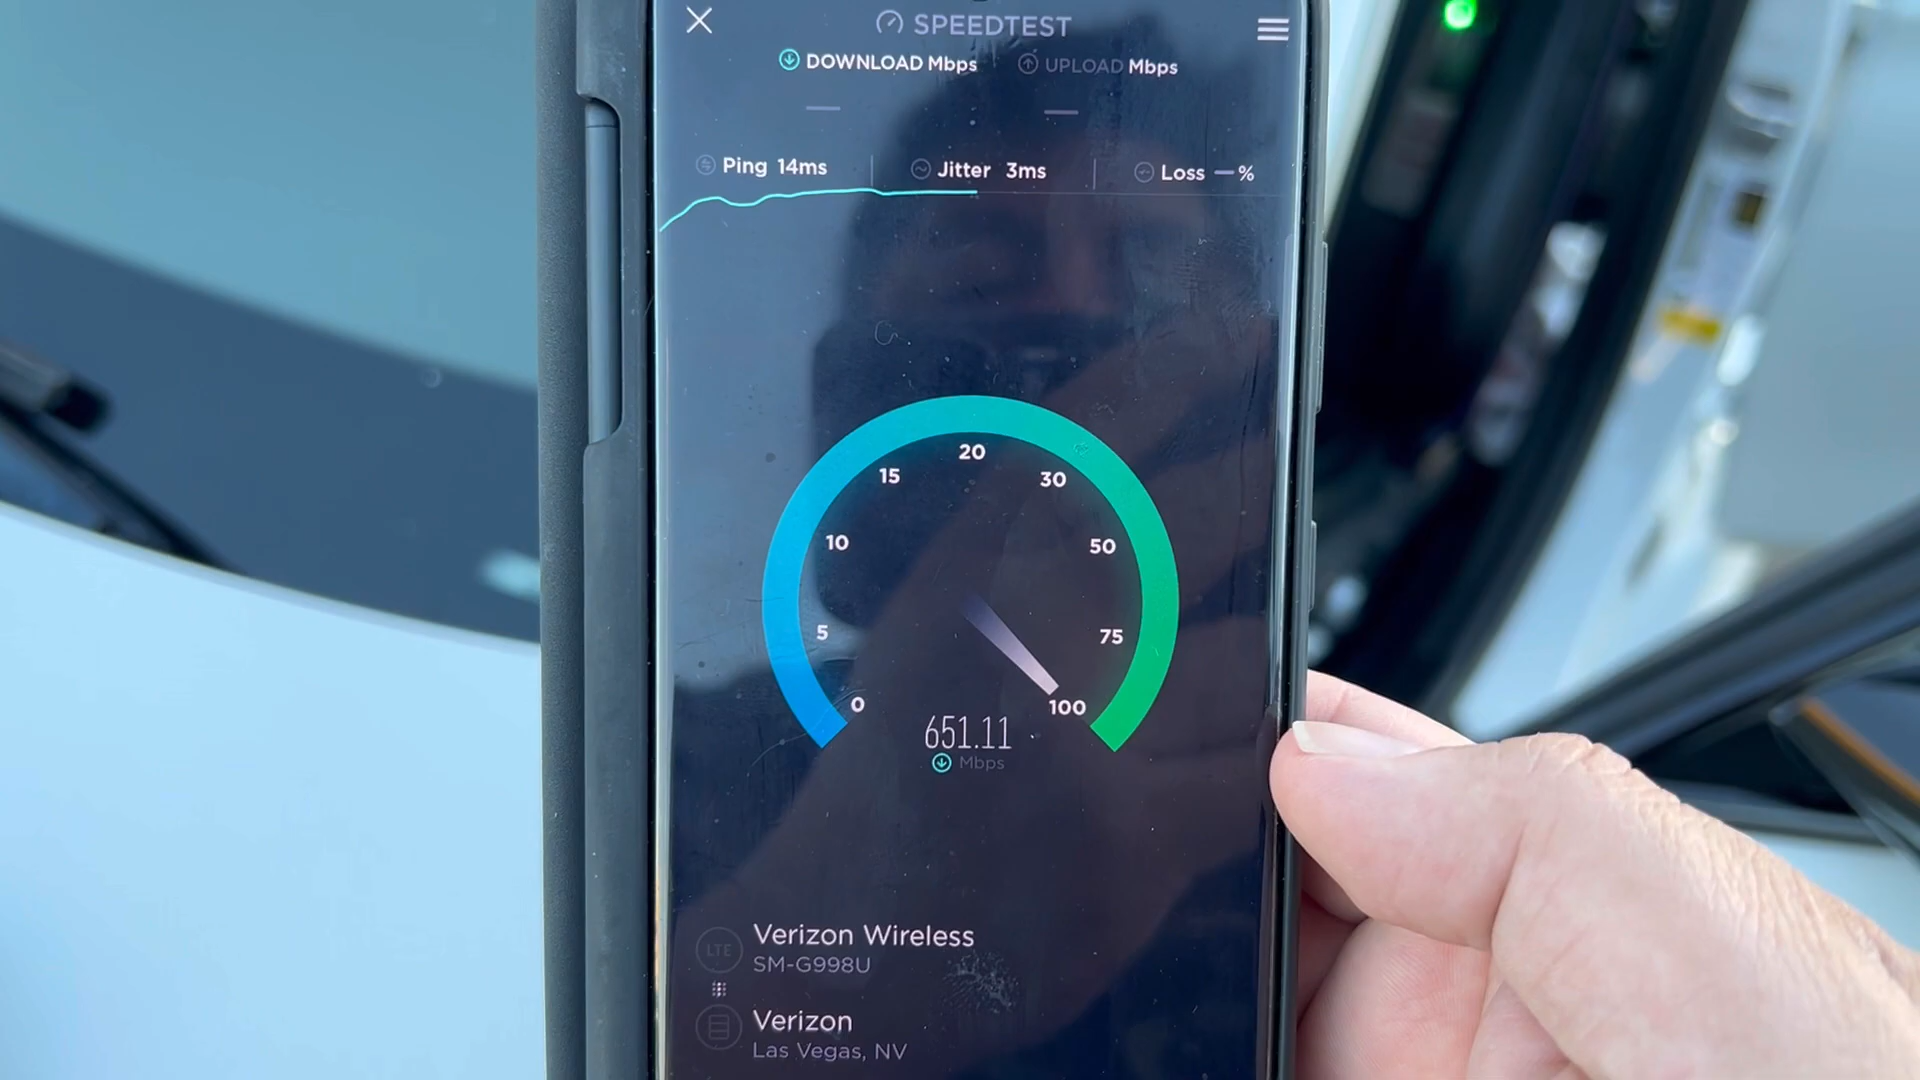 SPEEDTEST
DOWNLOAD Mbps UPLOAD Mbps
— —
Ping 14ms Jitter 3ms Loss — %
20
15 30
10 50
5 75
0 100
651.11
Mbps
LTE Verizon Wireless
SM-G998U
Verizon
Las Vegas, NV